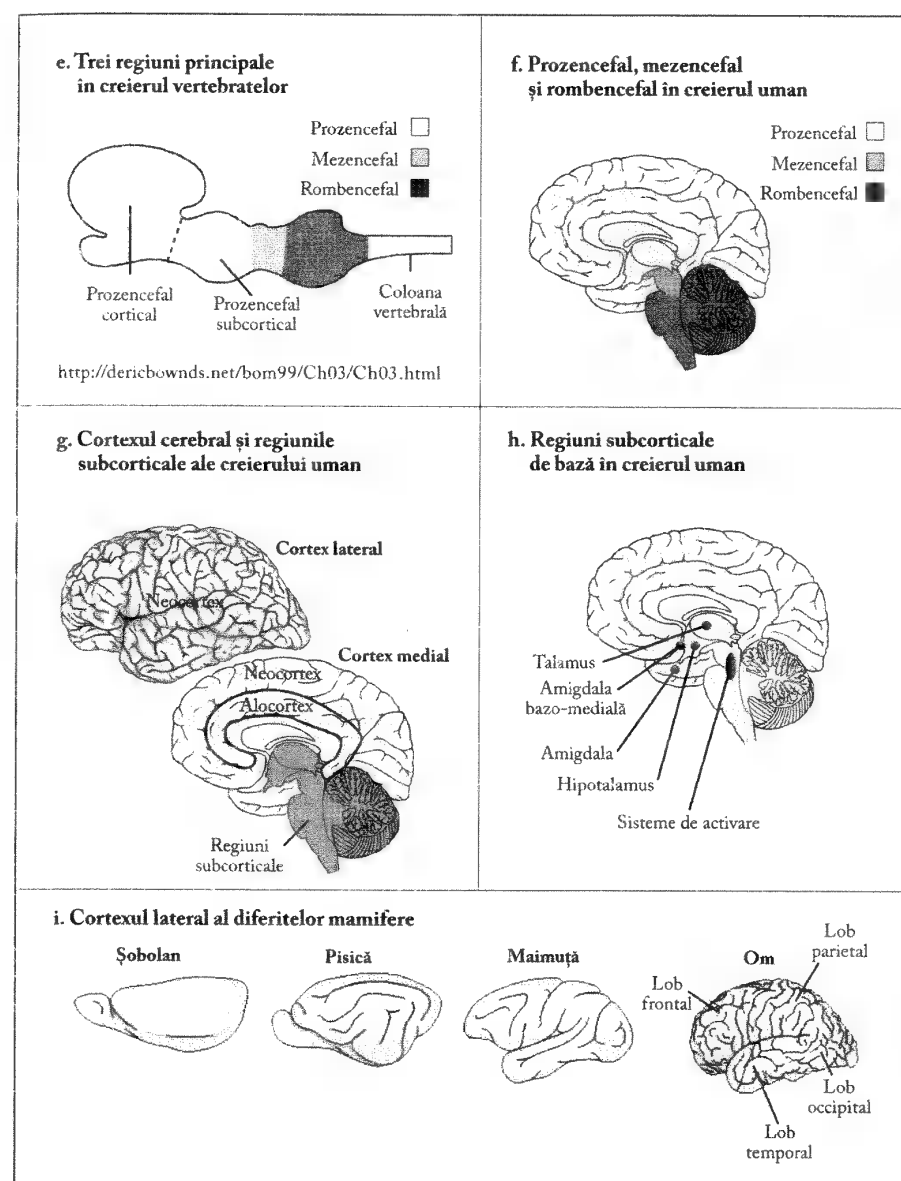 e. Trei regiuni principale
în creierul vertebratelor
Prozencefal
Mezencefal
Rombencefal
Prozencefal
cortical
Prozencefal
subcortical
Coloana
vertebrală
http://dericbownds.net/bom99/Ch03/Ch03.html
f. Prozencefal, mezencefal
și rombencefal în creierul uman
Prozencefal
Mezencefal
Rombencefal
g. Cortexul cerebral și regiunile
subcorticale ale creierului uman
Cortex lateral
Neocortex
Cortex medial
Neocortex
Alocortex
Regiuni
subcorticale
h. Regiuni subcorticale
de bază în creierul uman
Talamus
Amigdala
bazo-medială
Amigdala
Hipotalamus
Sisteme de activare
i. Cortexul lateral al diferitelor mamifere
Șobolan
Pisică
Maimuță
Om
Lob
parietal
Lob
frontal
Lob
occipital
Lob
temporal